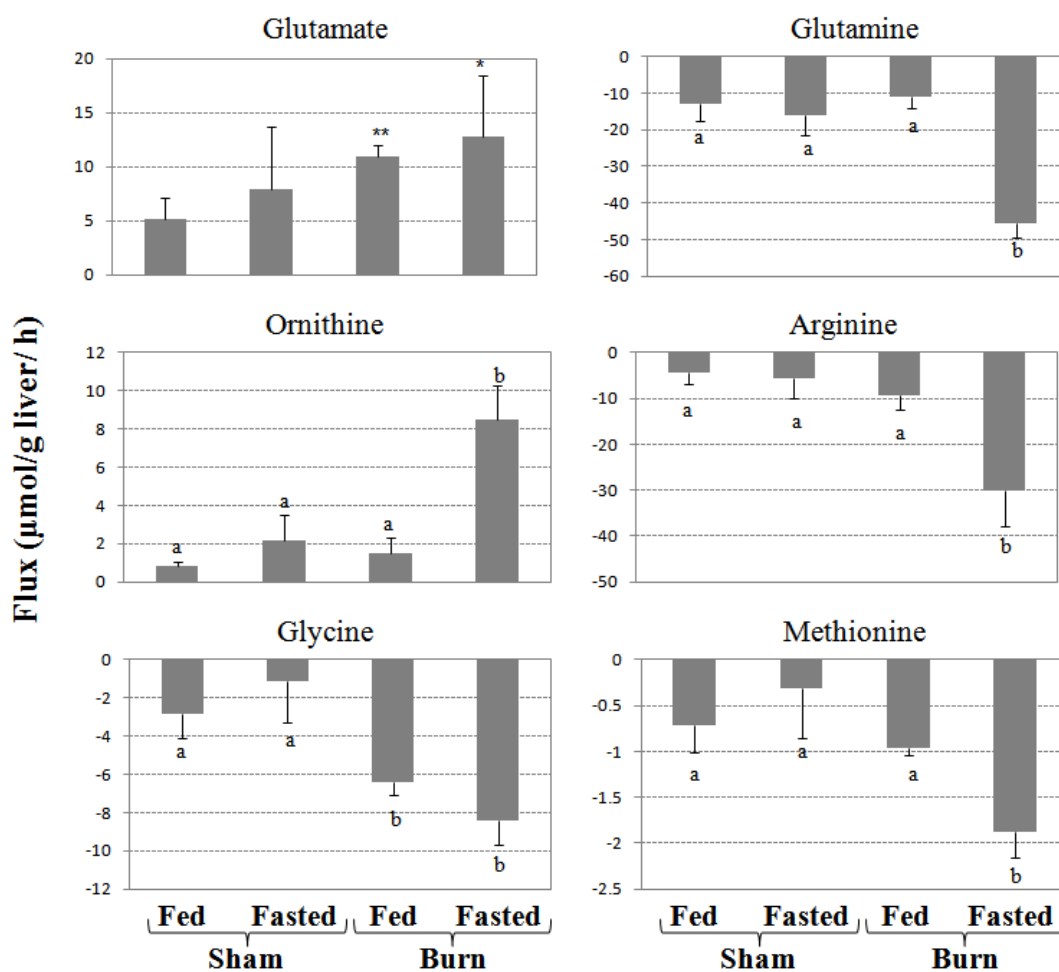 Glutamate
20
15
10
5
0
**
*
Glutamine
0
-10
-20
-30
-40
-50
-60
a
a
a
b
Flux (µmol/g liver/ h)
Ornithine
12
10
8
6
4
2
0
a
a
a
b
Arginine
0
-10
-20
-30
-40
-50
a
a
a
b
Glycine
0
-2
-4
-6
-8
-10
-12
a
a
b
b
Methionine
0
-0.5
-1
-1.5
-2
-2.5
a
a
a
b
Fed Fasted Fed Fasted
Sham Burn
Fed Fasted Fed Fasted
Sham Burn